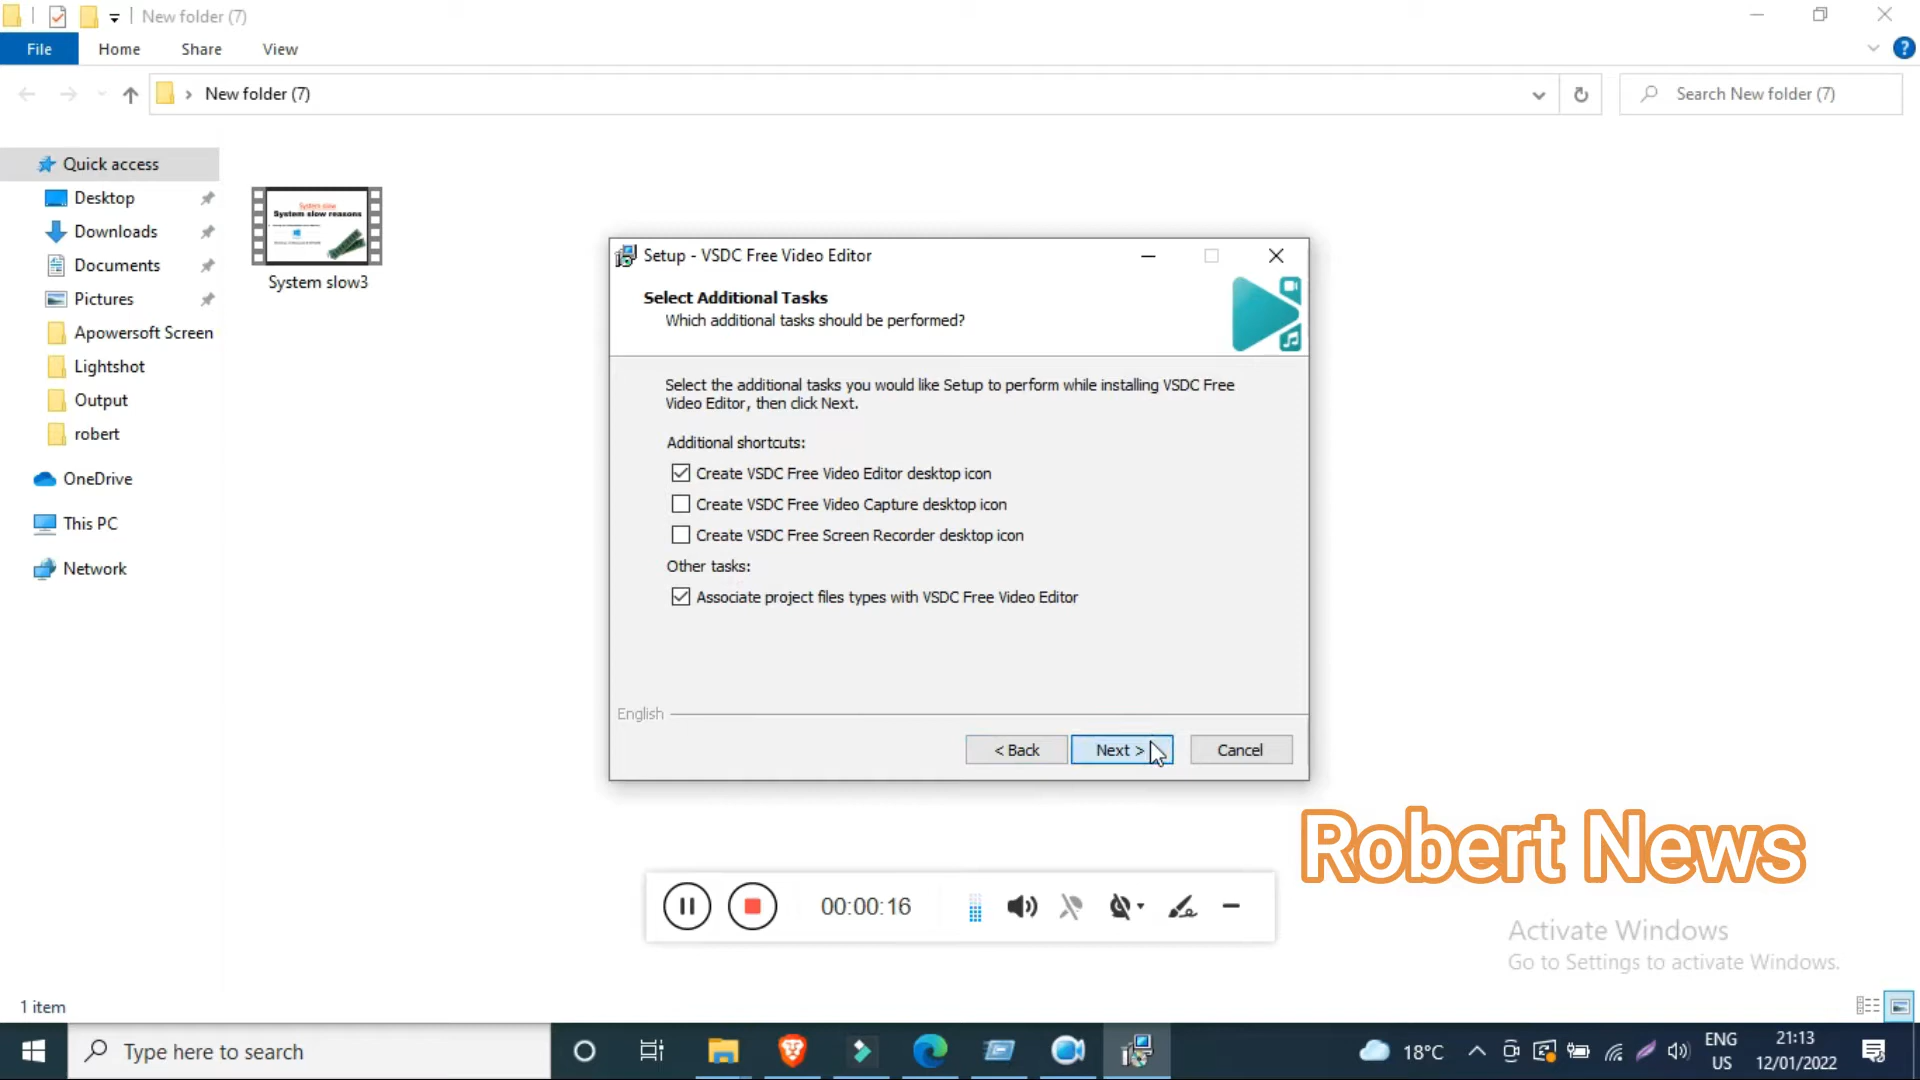 New folder (7)
File
Home
Share
View
New folder (7)
Search New folder (7)
Quick access
Desktop
Downloads
Documents
Pictures
Apowersoft Screen
Lightshot
Output
robert
OneDrive
This PC
Network
System slow
System slow reasons
System slow3
Setup - VSDC Free Video Editor
Select Additional Tasks
Which additional tasks should be performed?
Select the additional tasks you would like Setup to perform while installing VSDC Free
Video Editor, then click Next.
Additional shortcuts:
Create VSDC Free Video Editor desktop icon
Create VSDC Free Video Capture desktop icon
Create VSDC Free Screen Recorder desktop icon
Other tasks:
Associate project files types with VSDC Free Video Editor
English
< Back
Next >
Cancel
Robert News
00:00:16
Activate Windows
Go to Settings to activate Windows.
1 item
Type here to search
18°C
ENG
US
21:13
12/01/2022